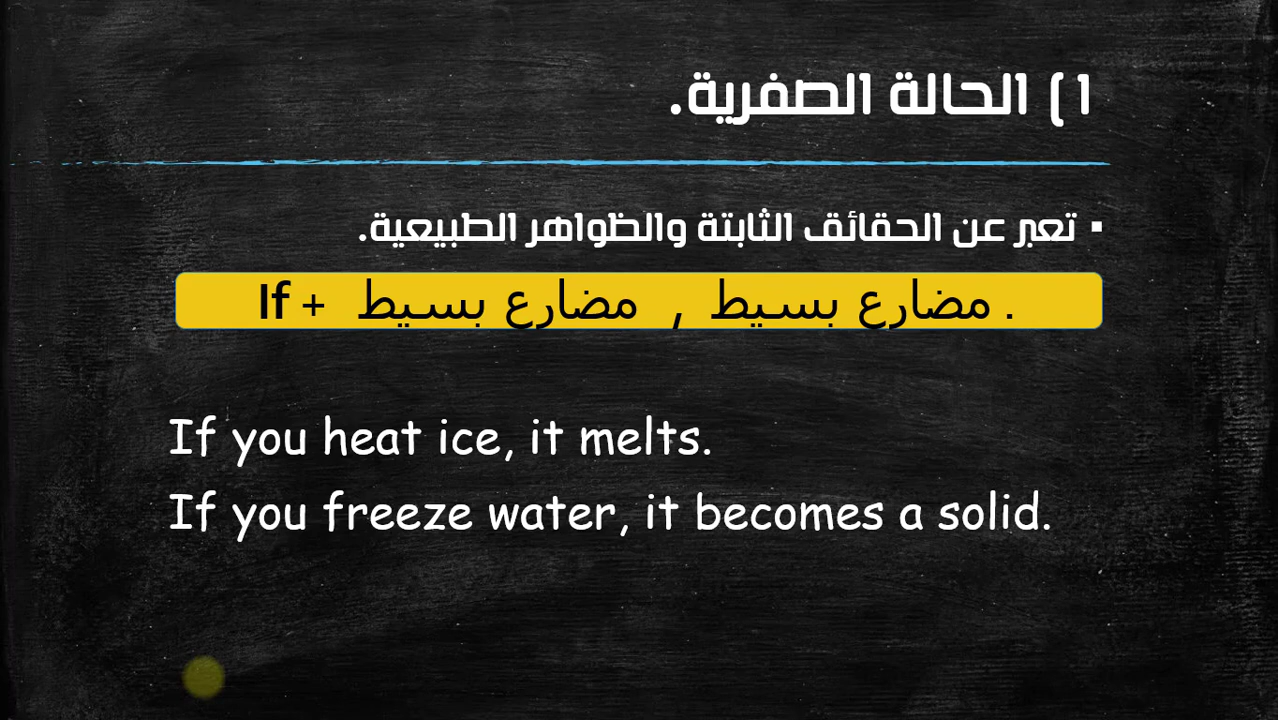 1) الحالة الصفرية.
▪ تعبر عن الحقائق الثابتة والظواهر الطبيعية.
If + مضارع بسيط , مضارع بسيط .
If you heat ice, it melts.
If you freeze water, it becomes a solid.